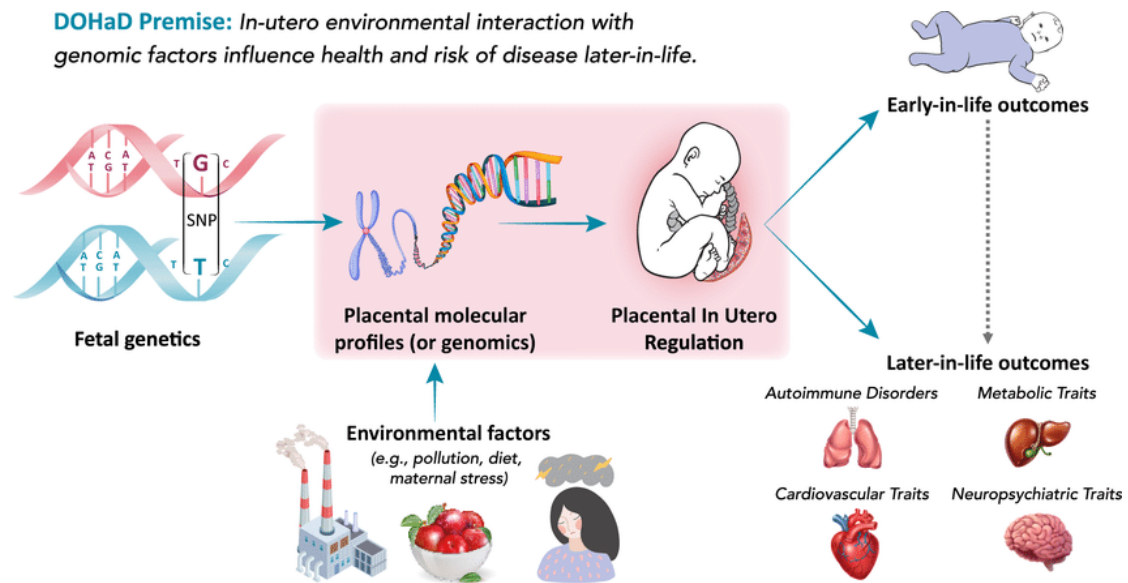 DOHaD Premise: In-utero environmental interaction with
genomic factors influence health and risk of disease later-in-life.
Early-in-life outcomes
A C A
T G T
T G C
SNP
A C A
T G T
T T C
Fetal genetics
Placental molecular
profiles (or genomics)
Placental In Utero
Regulation
Later-in-life outcomes
Autoimmune Disorders
Metabolic Traits
Environmental factors
(e.g., pollution, diet,
maternal stress)
Cardiovascular Traits
Neuropsychiatric Traits